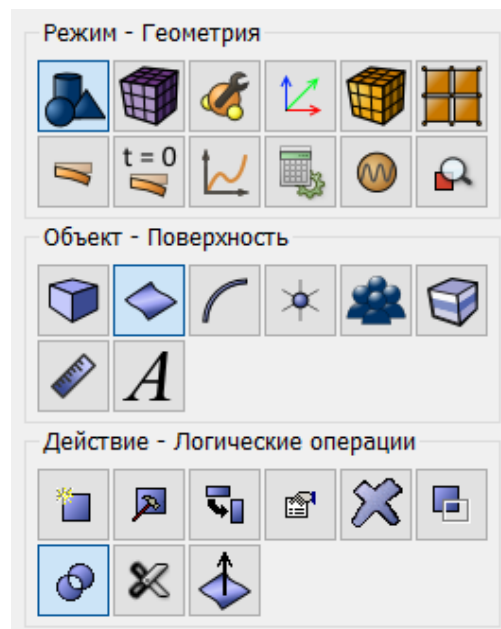 Режим - Геометрия
t = 0
Объект - Поверхность
A
Действие - Логические операции